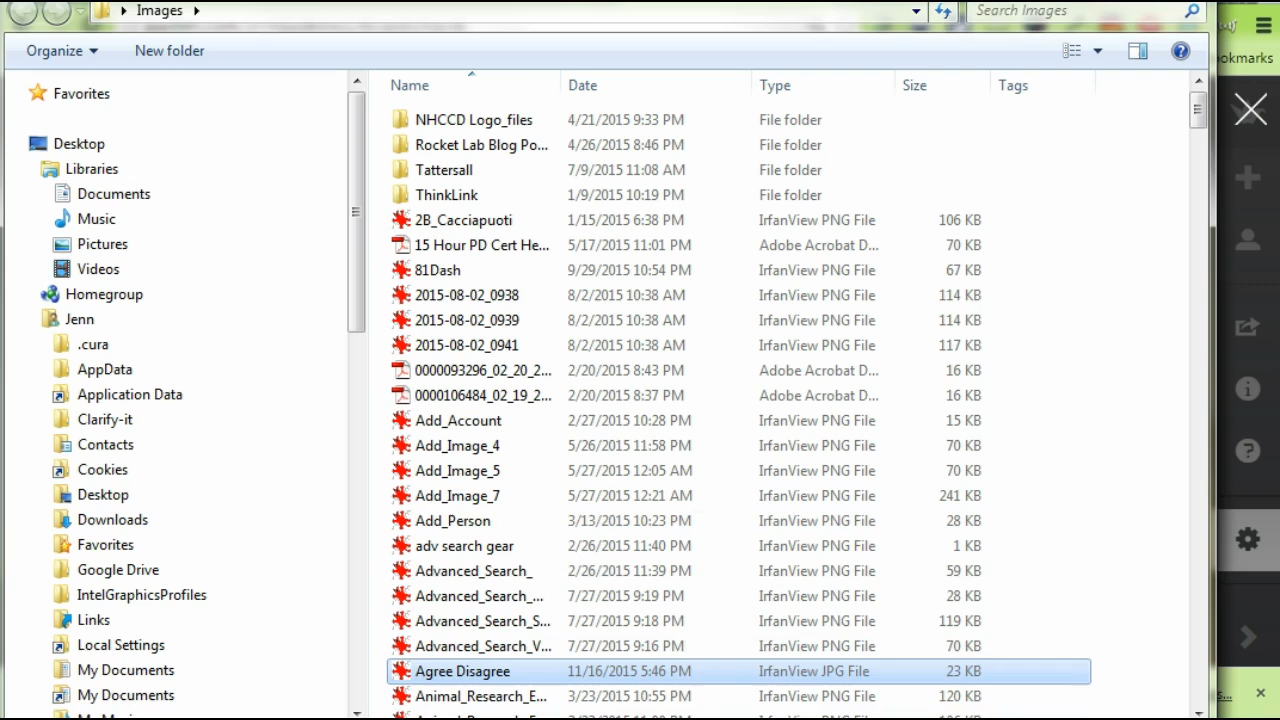 Images
Search Images
Organize
New folder
okmarks
Name Date Type Size Tags
Favorites
Desktop
Libraries
Documents
Music
Pictures
Videos
Homegroup
Jenn
.cura
AppData
Application Data
Clarify-it
Contacts
Cookies
Desktop
Downloads
Favorites
Google Drive
IntelGraphicsProfiles
Links
Local Settings
My Documents
My Documents
NHCCD Logo_files 4/21/2015 9:33 PM File folder
Rocket Lab Blog Po... 4/26/2015 8:46 PM File folder
Tattersall 7/9/2015 11:08 AM File folder
ThinkLink 1/9/2015 10:19 PM File folder
2B_Cacciapuoti 1/15/2015 6:38 PM IrfanView PNG File 106 KB
15 Hour PD Cert He... 5/17/2015 11:01 PM Adobe Acrobat D... 70 KB
81Dash 9/29/2015 10:54 PM IrfanView PNG File 67 KB
2015-08-02_0938 8/2/2015 10:38 AM IrfanView PNG File 114 KB
2015-08-02_0939 8/2/2015 10:38 AM IrfanView PNG File 114 KB
2015-08-02_0941 8/2/2015 10:38 AM IrfanView PNG File 117 KB
0000093296_02_20_2... 2/20/2015 8:43 PM Adobe Acrobat D... 16 KB
0000106484_02_19_2... 2/20/2015 8:37 PM Adobe Acrobat D... 16 KB
Add_Account 2/27/2015 10:28 PM IrfanView PNG File 15 KB
Add_Image_4 5/26/2015 11:58 PM IrfanView PNG File 70 KB
Add_Image_5 5/27/2015 12:05 AM IrfanView PNG File 70 KB
Add_Image_7 5/27/2015 12:21 AM IrfanView PNG File 241 KB
Add_Person 3/13/2015 10:23 PM IrfanView PNG File 28 KB
adv search gear 2/26/2015 11:40 PM IrfanView PNG File 1 KB
Advanced_Search_ 2/26/2015 11:39 PM IrfanView PNG File 59 KB
Advanced_Search_... 7/27/2015 9:19 PM IrfanView PNG File 28 KB
Advanced_Search_S... 7/27/2015 9:18 PM IrfanView PNG File 119 KB
Advanced_Search_V... 7/27/2015 9:16 PM IrfanView PNG File 70 KB
Agree Disagree 11/16/2015 5:46 PM IrfanView JPG File 23 KB
Animal_Research_E... 3/23/2015 10:55 PM IrfanView PNG File 120 KB